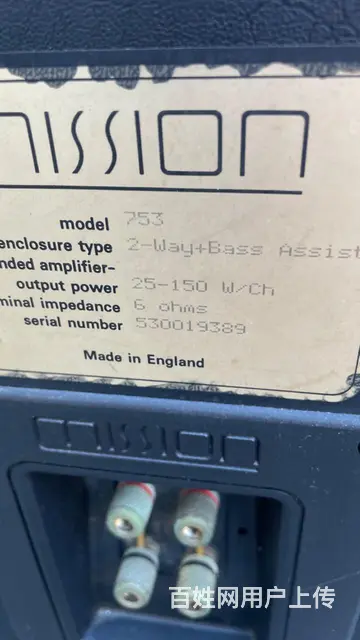 mission
model 753
enclosure type 2-Way+Bass Assist
nded amplifier-
output power 25-150 W/Ch
minal impedance 6 ohms
serial number 530019389
Made in England
mission
百姓网用户上传